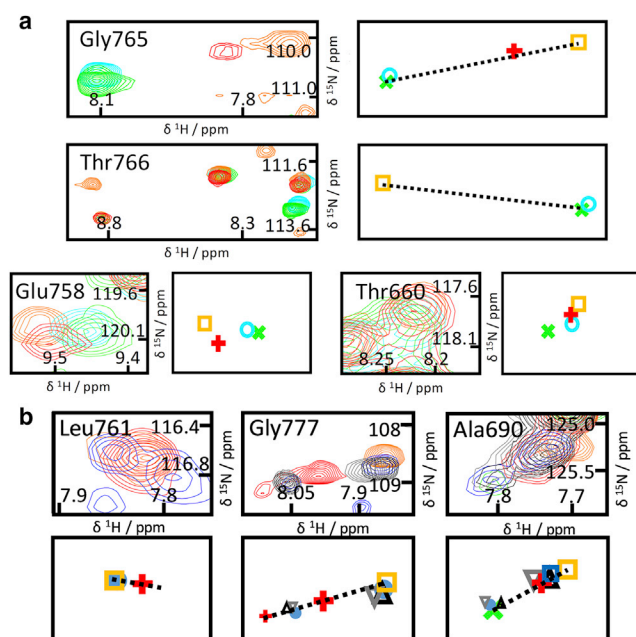 a
Gly765
110.0
111.0
8.1
7.8
δ ¹H / ppm
δ ¹⁵N / ppm
Thr766
111.6
113.6
8.8
8.3
δ ¹H / ppm
δ ¹⁵N / ppm
Glu758
119.6
120.1
9.5
9.4
δ ¹H / ppm
δ ¹⁵N / ppm
Thr660
117.6
118.1
8.25
8.2
δ ¹H / ppm
δ ¹⁵N / ppm
b
Leu761
116.4
116.8
7.9
7.8
δ ¹H / ppm
δ ¹⁵N / ppm
Gly777
108
109
8.05
7.9
δ ¹H / ppm
δ ¹⁵N / ppm
Ala690
125.0
125.5
7.8
7.7
δ ¹H / ppm
δ ¹⁵N / ppm